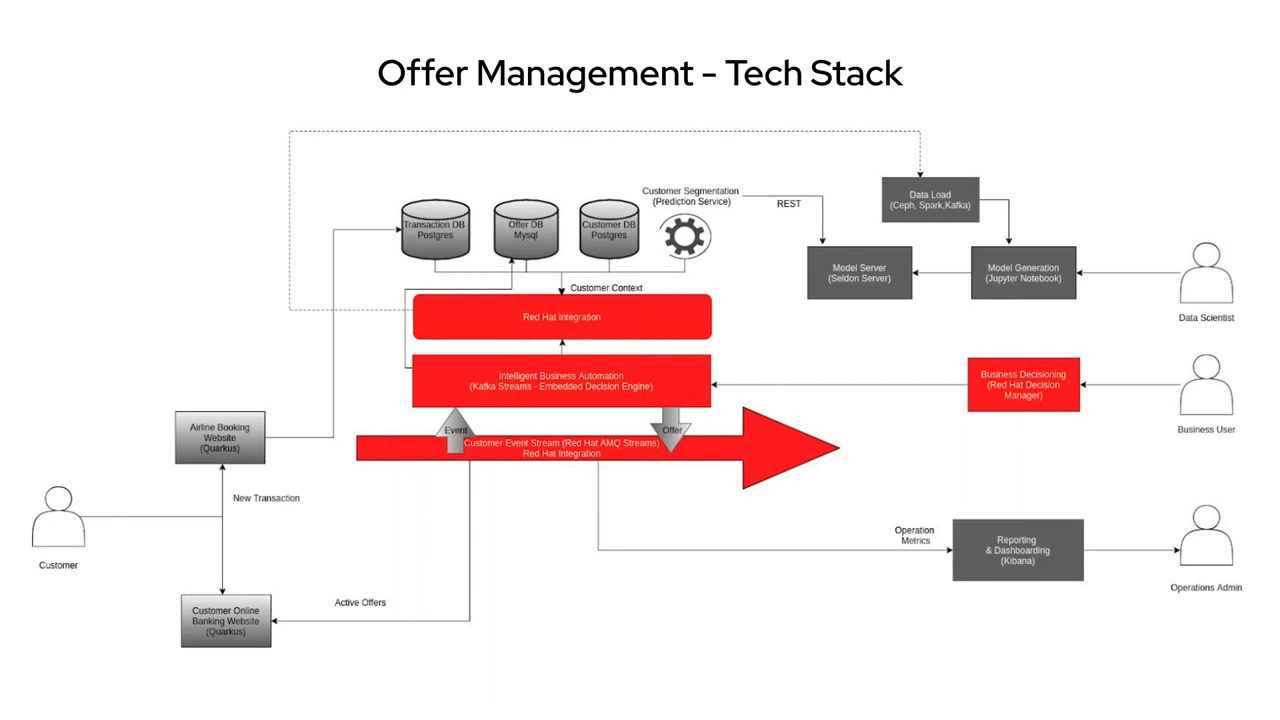 Offer Management - Tech Stack
Customer Segmentation
(Prediction Service)
REST
Data Load
(Ceph, Spark,Kafka)
Transaction DB
Postgres
Offer DB
Mysql
Customer DB
Postgres
Model Server
(Seldon Server)
Model Generation
(Jupyter Notebook)
Data Scientist
Customer Context
Red Hat Integration
Intelligent Business Automation
(Kafka Streams - Embedded Decision Engine)
Business Decisioning
(Red Hat Decision
Manager)
Business User
Airline Booking
Website
(Quarkus)
Event
Offer
Customer Event Stream (Red Hat AMQ Streams)
Red Hat Integration
New Transaction
Customer
Operation
Metrics
Reporting
& Dashboarding
(Kibana)
Operations Admin
Active Offers
Customer Online
Banking Website
(Quarkus)